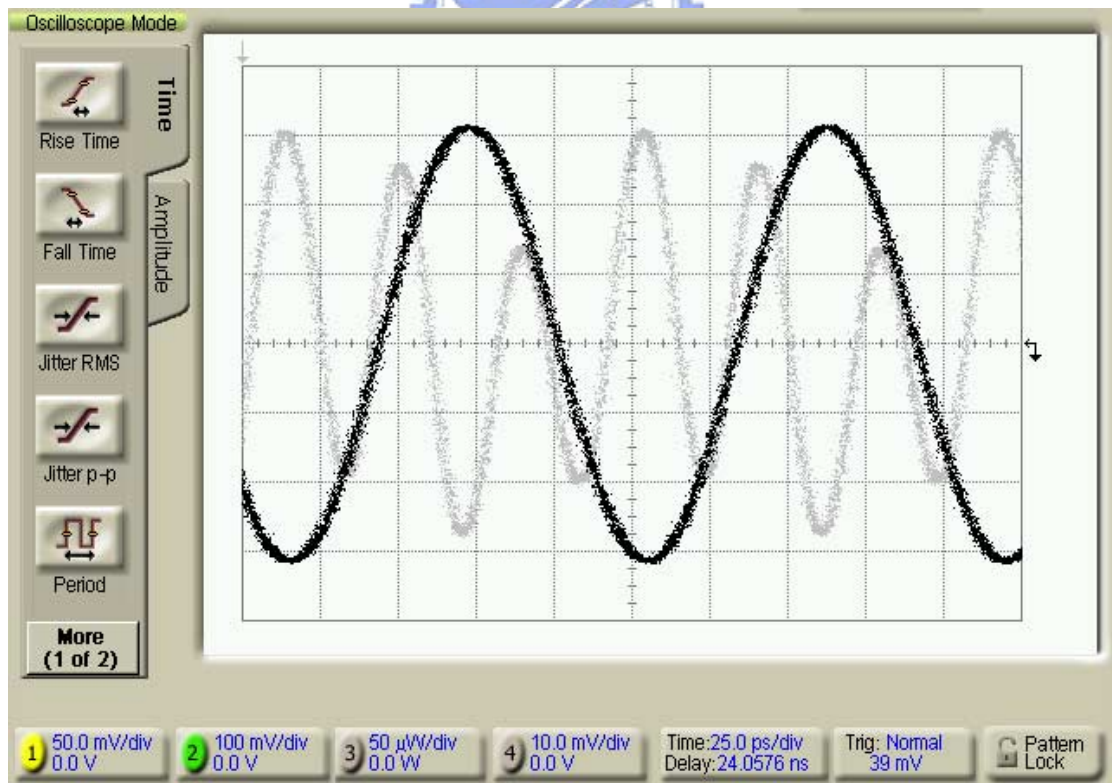 Oscilloscope Mode
Time
Amplitude
Rise Time
Fall Time
Jitter RMS
Jitter p-p
Period
More
(1 of 2)
1 50.0 mV/div
0.0 V
2 100 mV/div
0.0 V
3 50 µW/div
0.0 W
4 10.0 mV/div
0.0 V
Time:25.0 ps/div
Delay:24.0576 ns
Trig: Normal
39 mV
Pattern
Lock